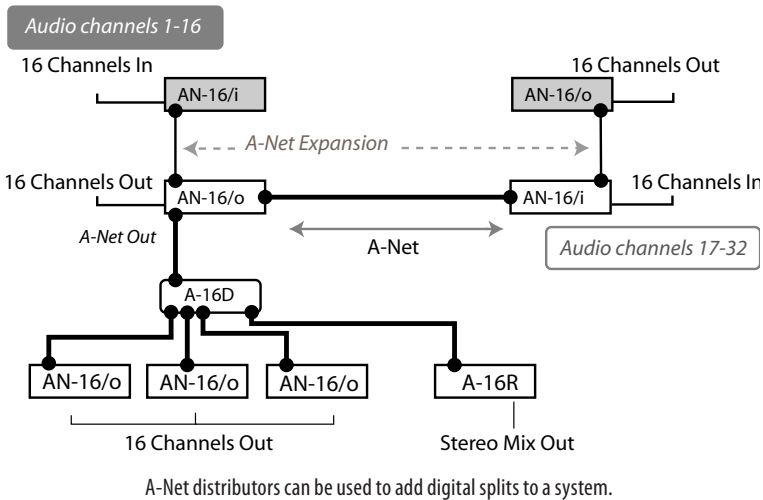 Audio channels 1-16
16 Channels In
16 Channels Out
AN-16/i
AN-16/o
A-Net Expansion
16 Channels Out
AN-16/o
AN-16/i
16 Channels In
A-Net Out
A-Net
Audio channels 17-32
A-16D
AN-16/o
AN-16/o
AN-16/o
A-16R
16 Channels Out
Stereo Mix Out
A-Net distributors can be used to add digital splits to a system.